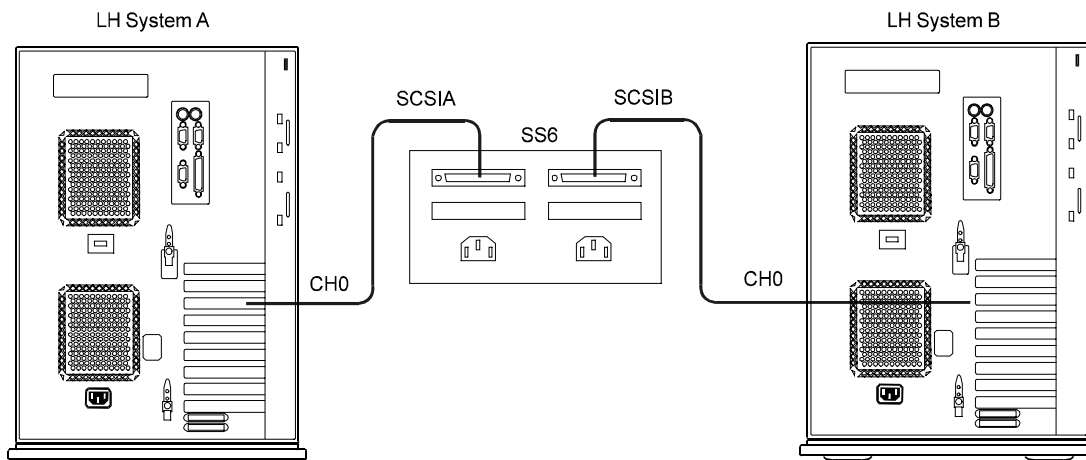 LH System A
LH System B
SCSIA
SCSIB
SS6
CH0
CH0